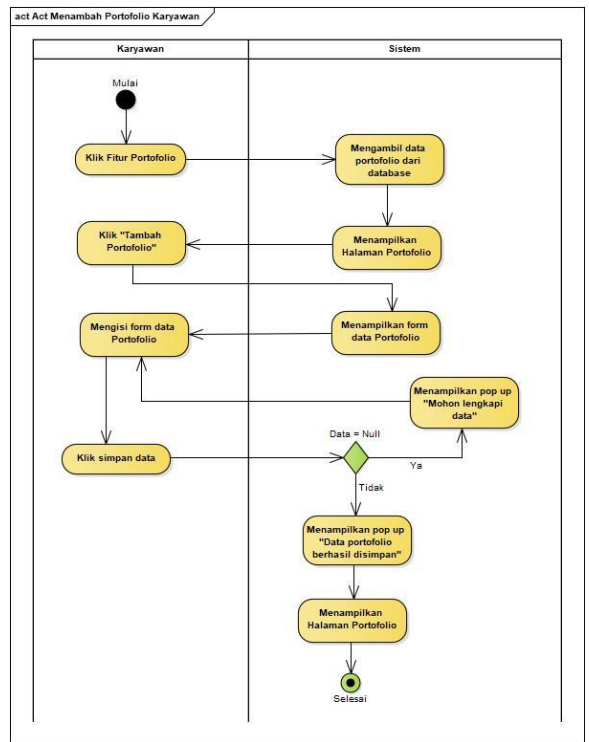 act Act Menambah Portofolio Karyawan
Karyawan
Sistem
Mulai
Klik Fitur Portofolio
Mengambil data
portofolio dari
database
Klik "Tambah
Portofolio"
Menampilkan
Halaman Portofolio
Mengisi form data
Portofolio
Menampilkan form
data Portofolio
Menampilkan pop up
"Mohon lengkapi
data"
Data = Null
Klik simpan data
Ya
Tidak
Menampilkan pop up
"Data portofolio
berhasil disimpan"
Menampilkan
Halaman Portofolio
Selesai